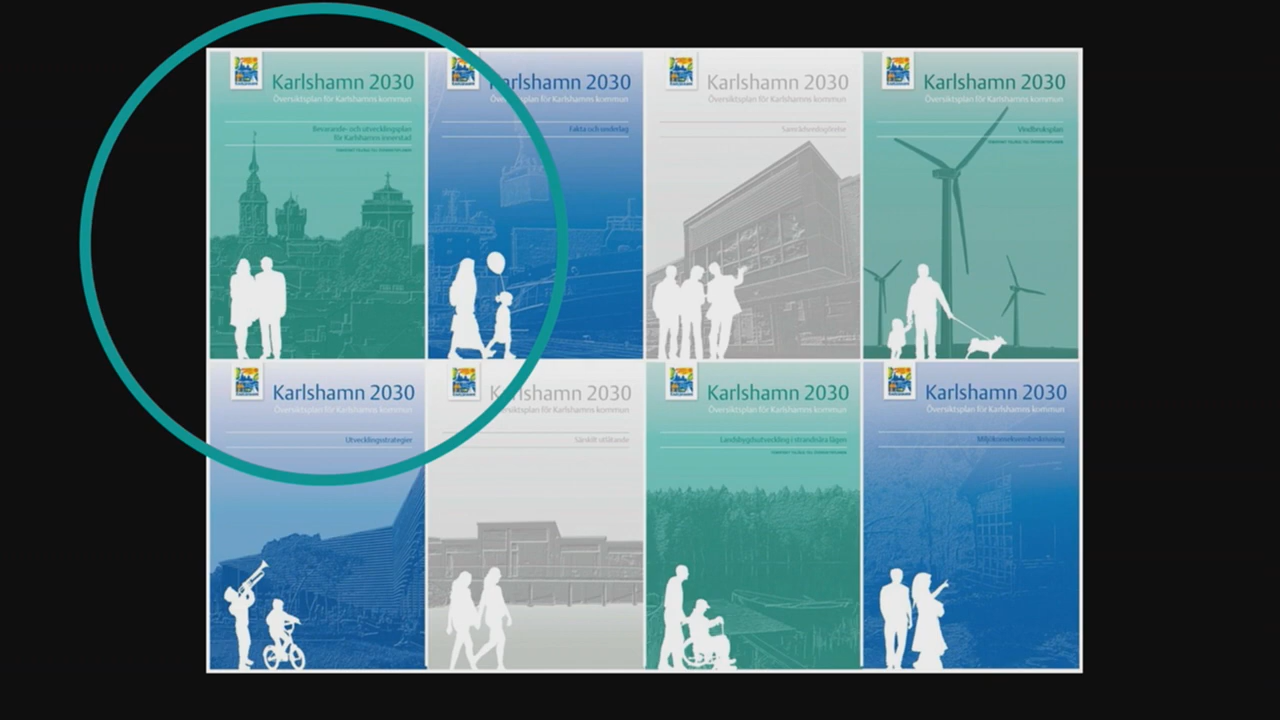 Karlshamn 2030
Översiktsplan för Karlshamns kommun
Bevarande- och utvecklingsplan
för Karlshamns innerstad
Karlshamn 2030
Översiktsplan för Karlshamns kommun
Fakta och underlag
Karlshamn 2030
Översiktsplan för Karlshamns kommun
Samrådsredogörelse
Karlshamn 2030
Översiktsplan för Karlshamns kommun
Vindbruksplan
Karlshamn 2030
Översiktsplan för Karlshamns kommun
Utvecklingsstrategier
Karlshamn 2030
Översiktsplan för Karlshamns kommun
Särskilt utlåtande
Karlshamn 2030
Översiktsplan för Karlshamns kommun
Landsbygdsutveckling i strandnära lägen
Karlshamn 2030
Översiktsplan för Karlshamns kommun
Miljökonsekvensbeskrivning